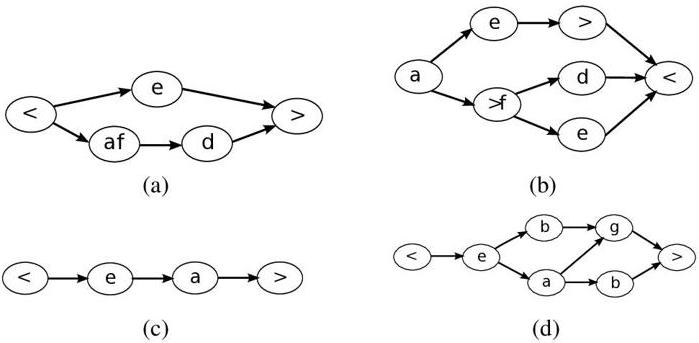 e >
< e > a >f d <
af d e
(a) (b)
b g
< e a > < e >
a b
(c) (d)